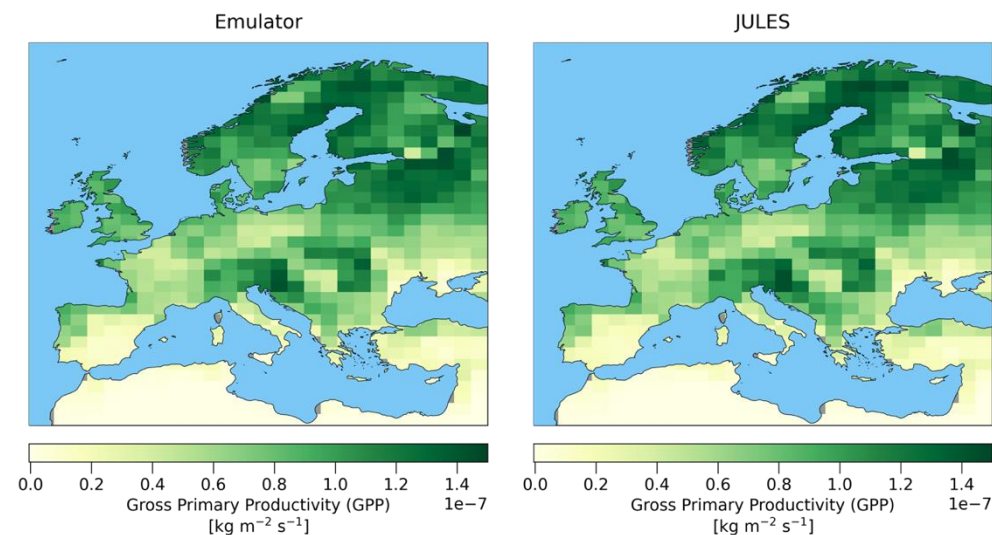 Emulator
JULES
0.0 0.2 0.4 0.6 0.8 1.0 1.2 1.4
Gross Primary Productivity (GPP) 1e-7
[kg m⁻² s⁻¹]
0.0 0.2 0.4 0.6 0.8 1.0 1.2 1.4
Gross Primary Productivity (GPP) 1e-7
[kg m⁻² s⁻¹]